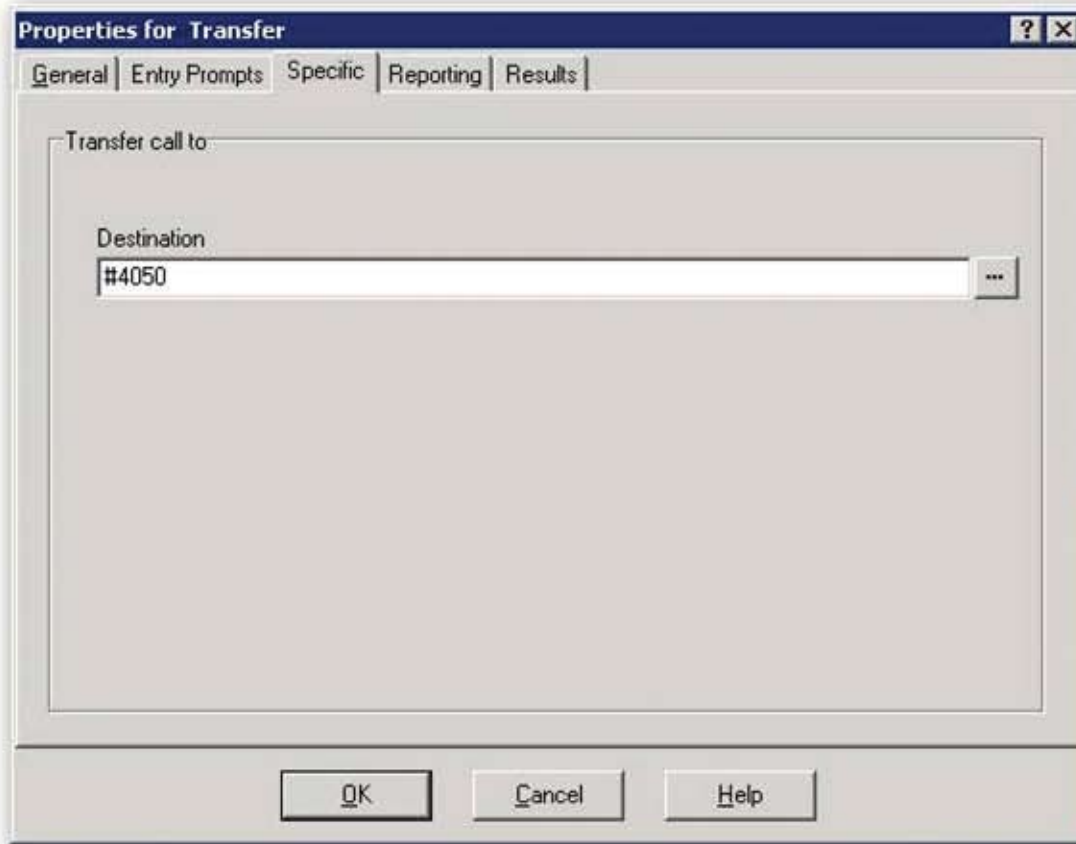 Properties for Transfer
General Entry Prompts Specific Reporting Results
Transfer call to
Destination
#4050
...
OK Cancel Help